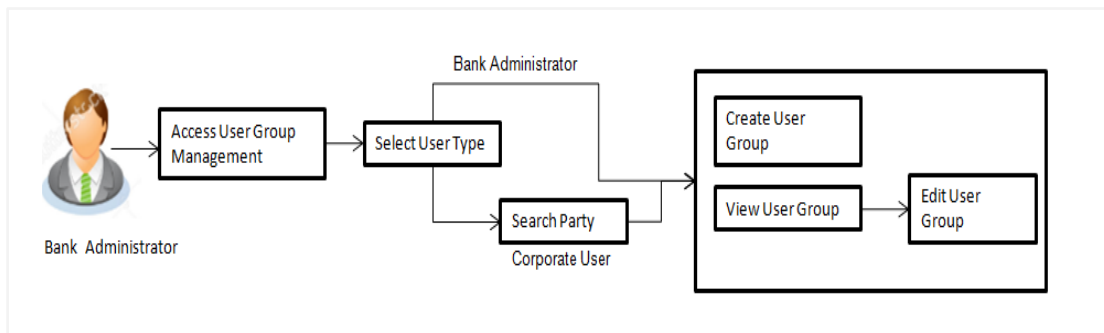 Bank Administrator
Access User Group
Management
Select User Type
Bank Administrator
Search Party
Corporate User
Create User
Group
View User Group
Edit User
Group